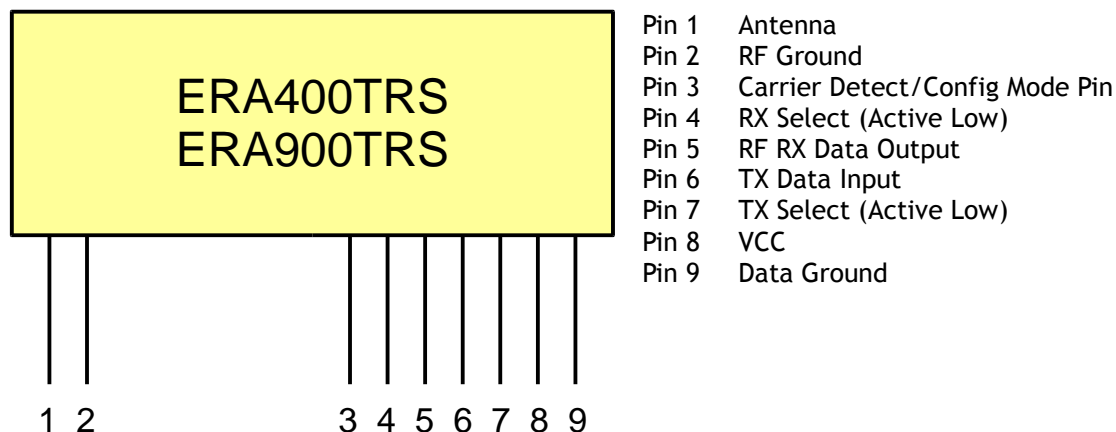 ERA400TRS
ERA900TRS
1 2 3 4 5 6 7 8 9
Pin 1 Antenna
Pin 2 RF Ground
Pin 3 Carrier Detect/Config Mode Pin
Pin 4 RX Select (Active Low)
Pin 5 RF RX Data Output
Pin 6 TX Data Input
Pin 7 TX Select (Active Low)
Pin 8 VCC
Pin 9 Data Ground